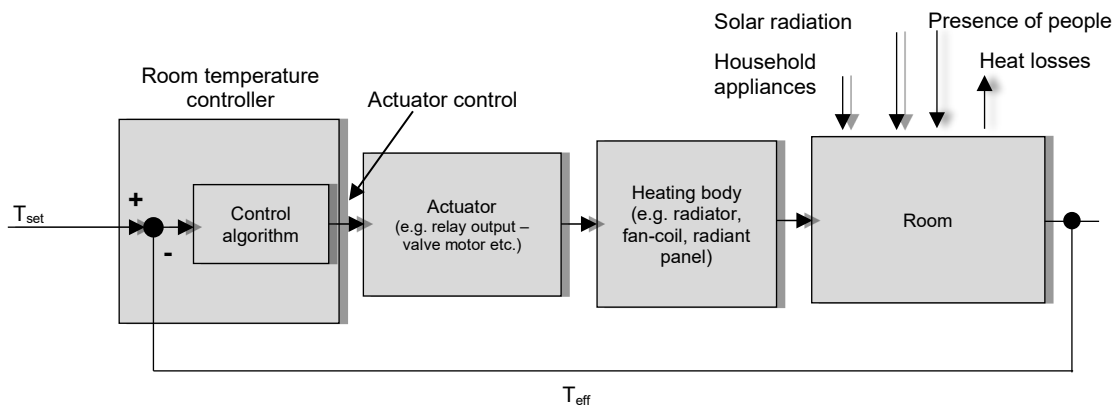 Solar radiation
Presence of people
Household
appliances
Heat losses
Room temperature
controller
Actuator control
+
Tset
-
Control
algorithm
Actuator
(e.g. relay output –
valve motor etc.)
Heating body
(e.g. radiator,
fan-coil, radiant
panel)
Room
Teff